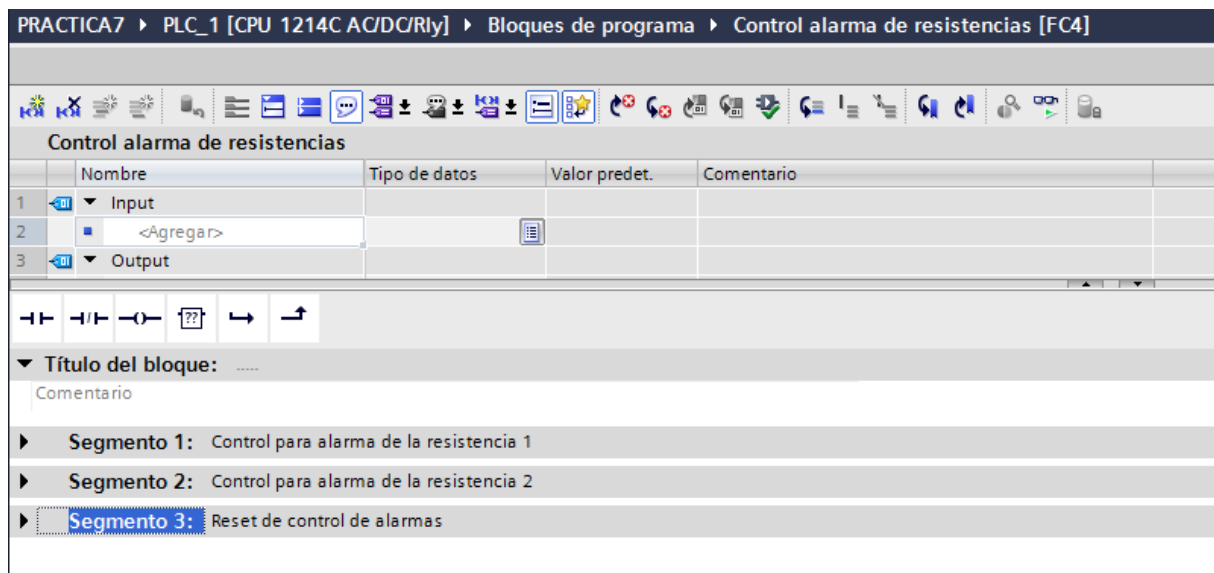 PRACTICA7 ▸ PLC_1 [CPU 1214C AC/DC/Rly] ▸ Bloques de programa ▸ Control alarma de resistencias [FC4]
Control alarma de resistencias
Nombre Tipo de datos Valor predet. Comentario
1 Input
2 <Agregar>
3 Output
??
Título del bloque: .....
Comentario
Segmento 1: Control para alarma de la resistencia 1
Segmento 2: Control para alarma de la resistencia 2
Segmento 3: Reset de control de alarmas